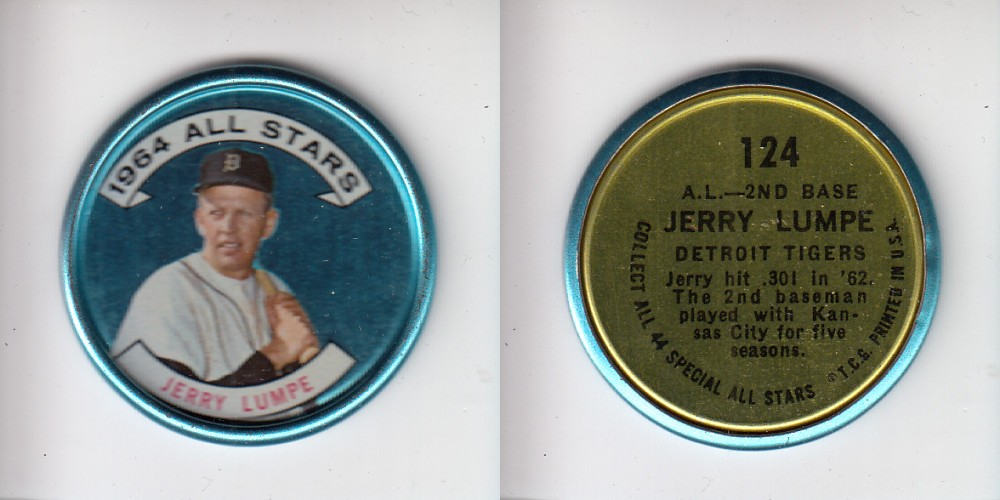 1964 ALL STARS
D
JERRY LUMPE
124
A.L.—2ND BASE
JERRY LUMPE
DETROIT TIGERS
Jerry hit .301 in '62.
The 2nd baseman
played with Kan-
sas City for five
seasons.
COLLECT ALL 44 SPECIAL ALL STARS ©T.C.G. PRINTED IN U.S.A.